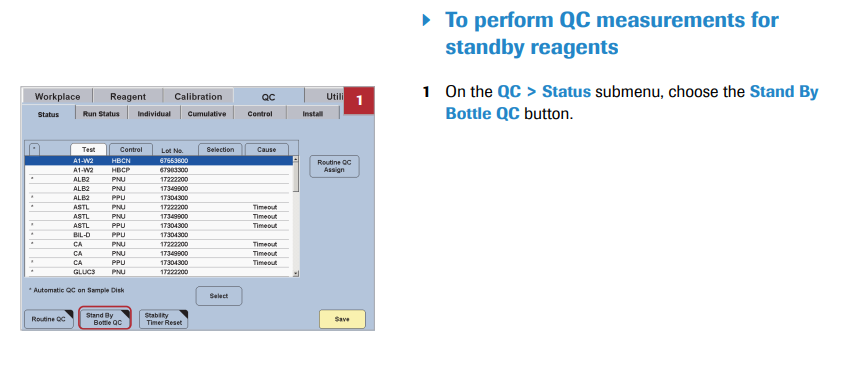 ▶ To perform QC measurements for
standby reagents
1 On the QC > Status submenu, choose the Stand By
Bottle QC button.
Workplace Reagent Calibration QC Utili 1
Status Run Status Individual Cumulative Control Install
* Test Control Lot No. Selection Cause
A1-W2 HBCN 67553600
A1-W2 HBCP 67983300
* ALB2 PNU 17222200
ALB2 PNU 17349900
* ALB2 PPU 17304300
* ASTL PNU 17222200 Timeout
ASTL PNU 17349900 Timeout
* ASTL PPU 17304300 Timeout
* BIL-D PPU 17304300
* CA PNU 17222200 Timeout
CA PNU 17349900 Timeout
* CA PPU 17304300 Timeout
* GLUC3 PNU 17222200
Routine QC
Assign
* Automatic QC on Sample Disk
Select
Routine QC
Stand By
Bottle QC
Stability
Timer Reset
Save